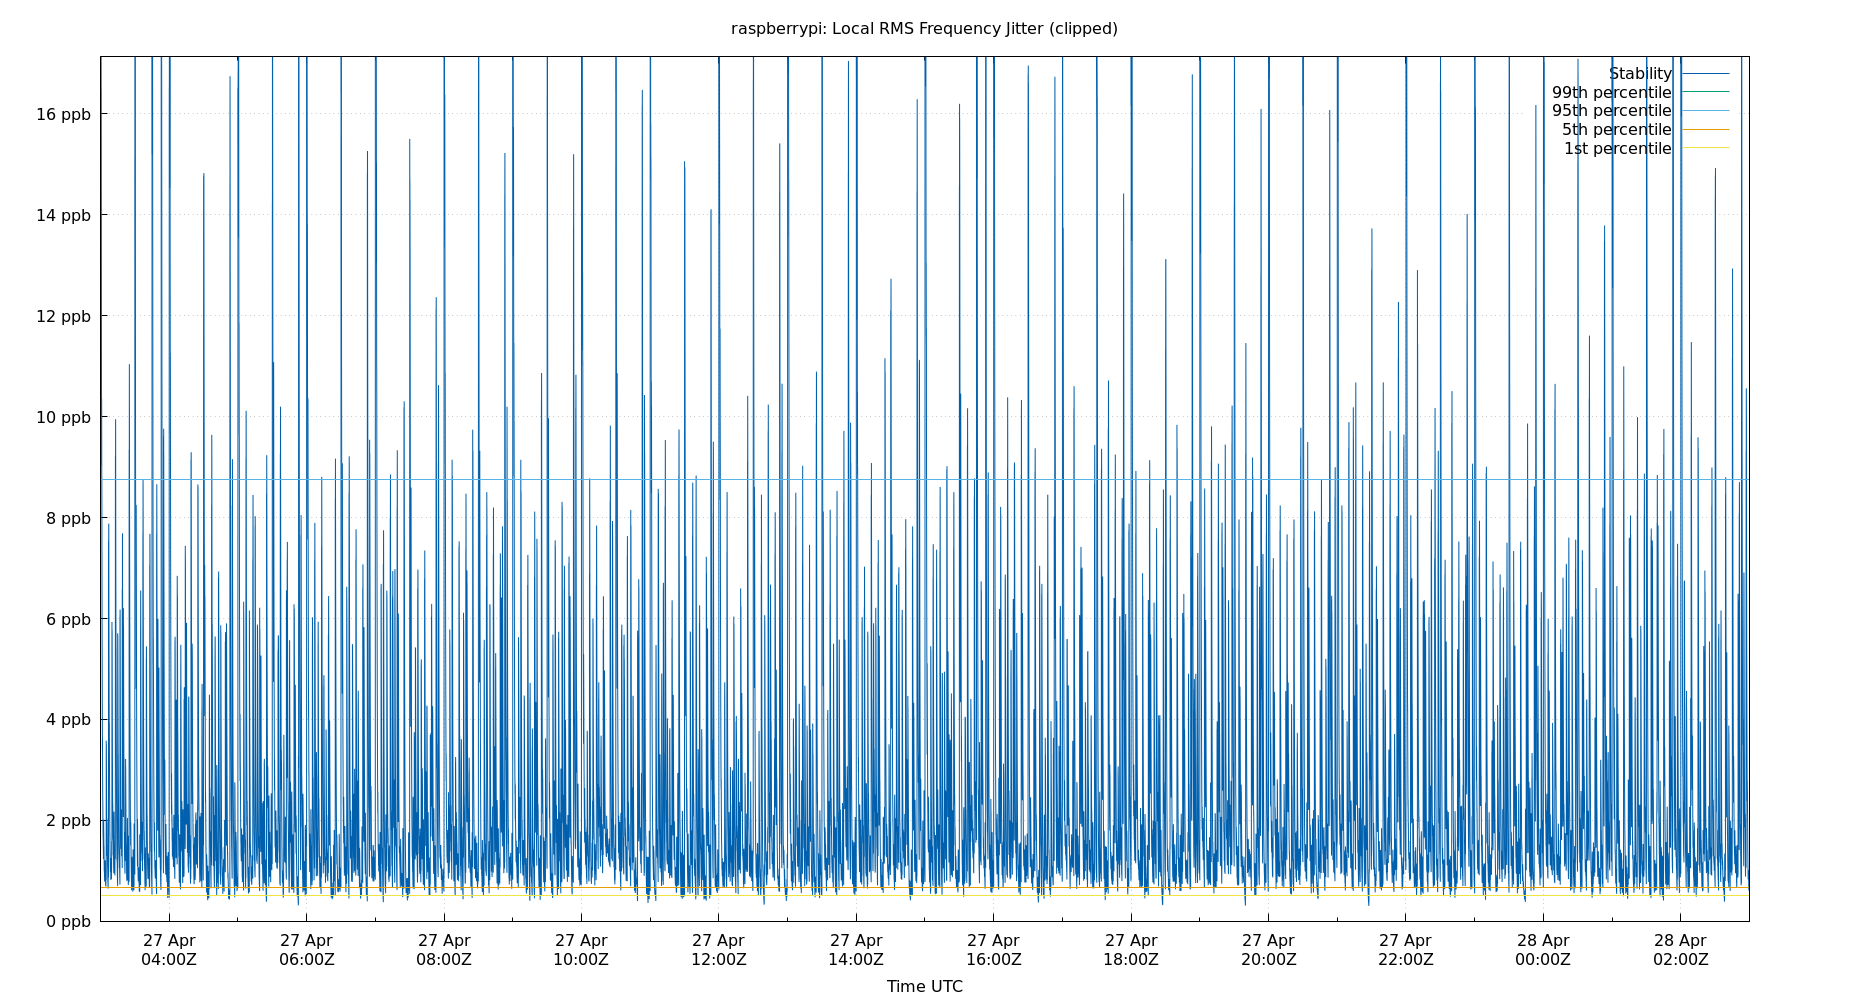 raspberrypi: Local RMS Frequency Jitter (clipped)
Stability
99th percentile
95th percentile
5th percentile
1st percentile
16 ppb
14 ppb
12 ppb
10 ppb
8 ppb
6 ppb
4 ppb
2 ppb
0 ppb
27 Apr 27 Apr 27 Apr 27 Apr 27 Apr 27 Apr 27 Apr 27 Apr 27 Apr 27 Apr 28 Apr 28 Apr
04:00Z 06:00Z 08:00Z 10:00Z 12:00Z 14:00Z 16:00Z 18:00Z 20:00Z 22:00Z 00:00Z 02:00Z
Time UTC